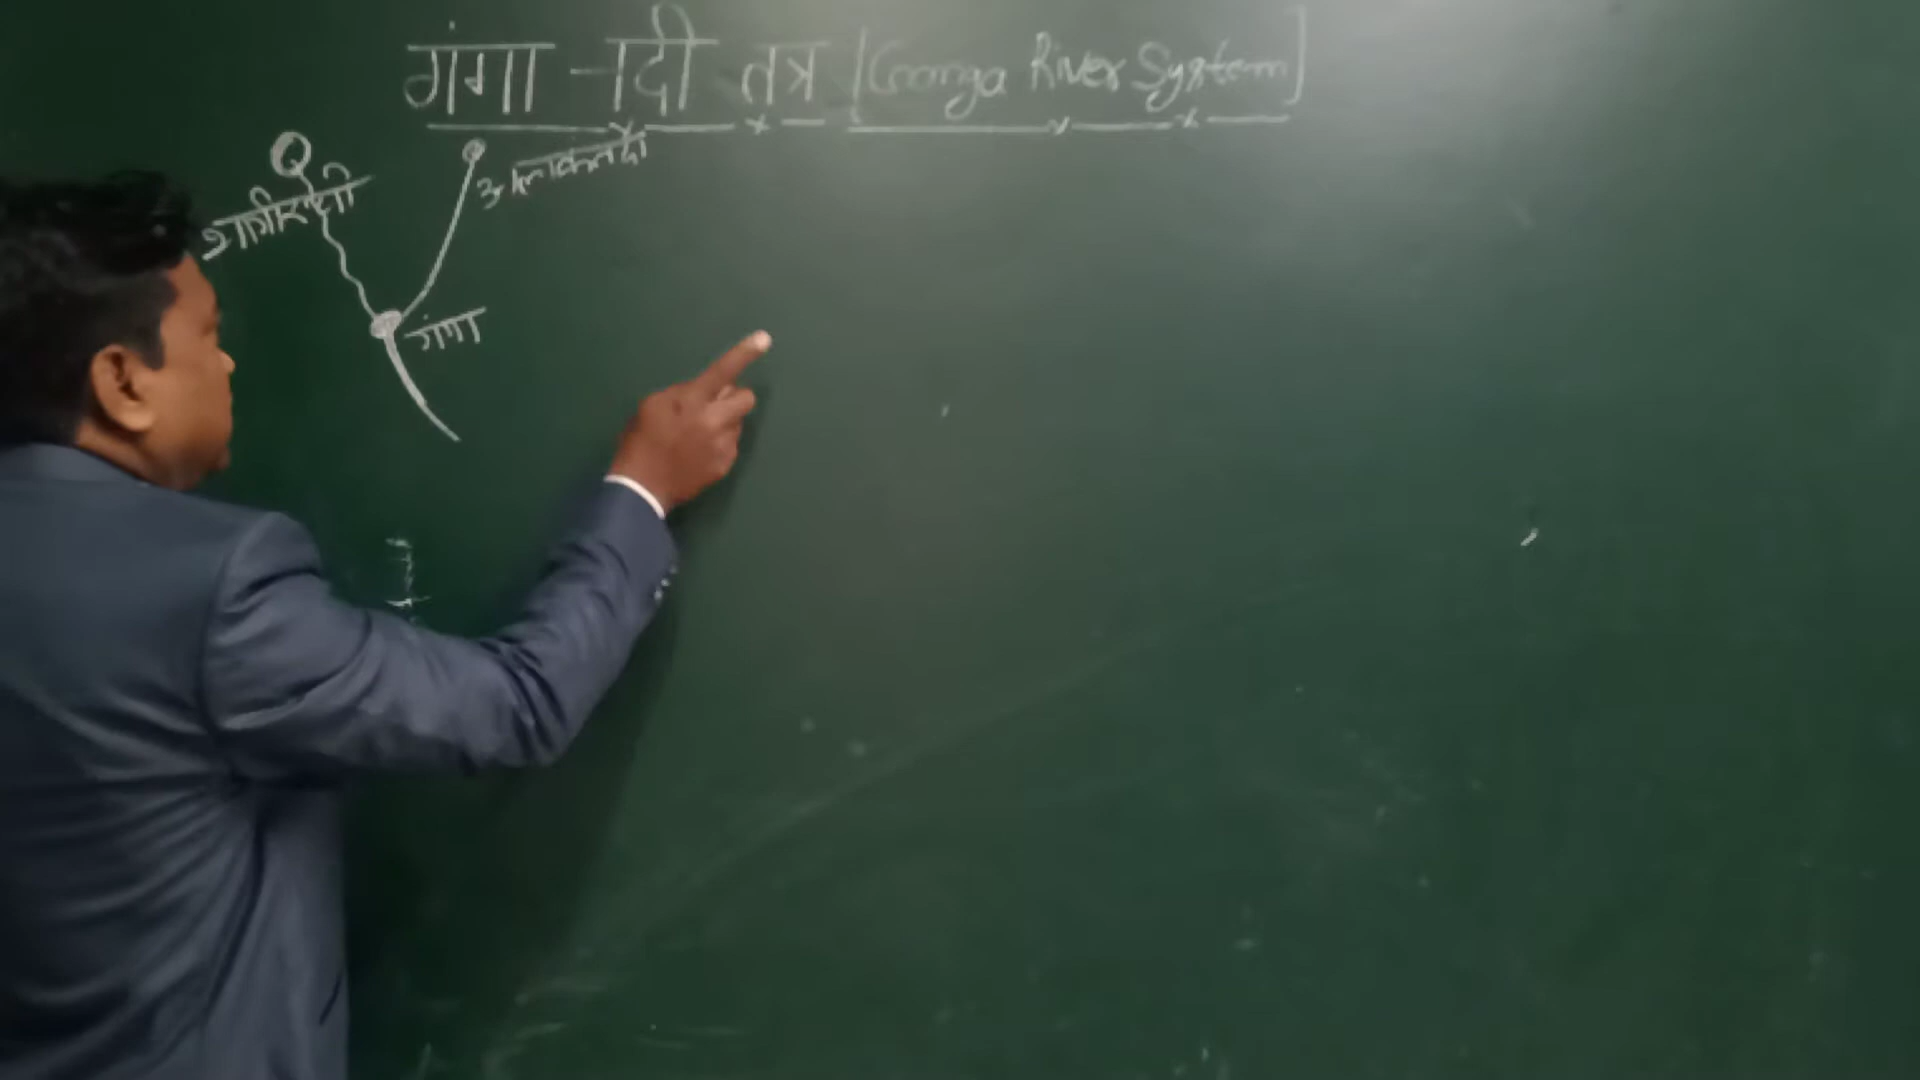 गंगा नदी तंत्र [Ganga River System]
अलकनंदा
भागीरथी
गंगा